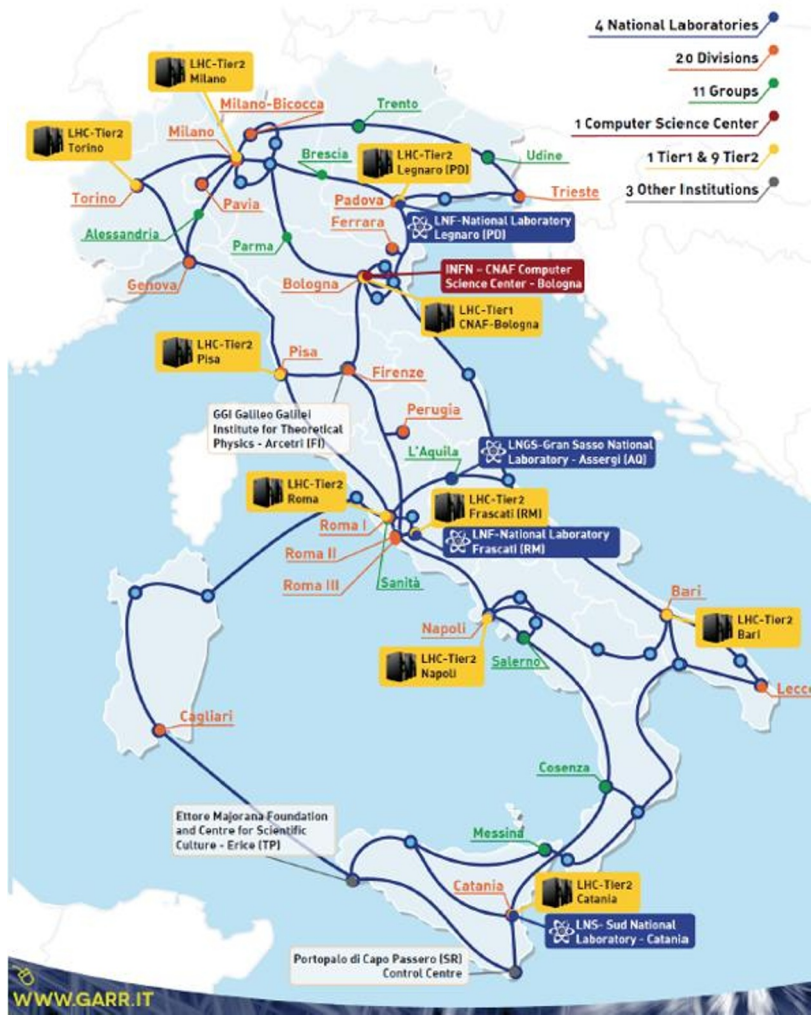 4 National Laboratories
20 Divisions
11 Groups
1 Computer Science Center
1 Tier1 & 9 Tier2
3 Other Institutions
LHC-Tier2
Milano
Milano-Bicocca
Trento
LHC-Tier2
Torino
Milano
Brescia
LHC-Tier2
Legnaro (PD)
Udine
Torino
Pavia
Padova
Trieste
Alessandria
Ferrara
LNF-National Laboratory
Legnaro (PD)
Parma
Genova
Bologna
INFN - CNAF Computer
Science Center - Bologna
LHC-Tier1
CNAF-Bologna
LHC-Tier2
Pisa
Pisa
Firenze
GGI Galileo Galilei
Institute for Theoretical
Physics - Arcetri (FI)
Perugia
L'Aquila
LNGS-Gran Sasso National
Laboratory - Assergi (AQ)
LHC-Tier2
Roma
LHC-Tier2
Frascati (RM)
Roma I
LNF-National Laboratory
Frascati (RM)
Roma II
Roma III
Sanità
Bari
Napoli
LHC-Tier2
Bari
LHC-Tier2
Napoli
Salerno
Lecce
Cagliari
Cosenza
Ettore Majorana Foundation
and Centre for Scientific
Culture - Erice (TP)
Messina
Catania
LHC-Tier2
Catania
LNS- Sud National
Laboratory - Catania
Portopalo di Capo Passero (SR)
Control Centre
WWW.GARR.IT